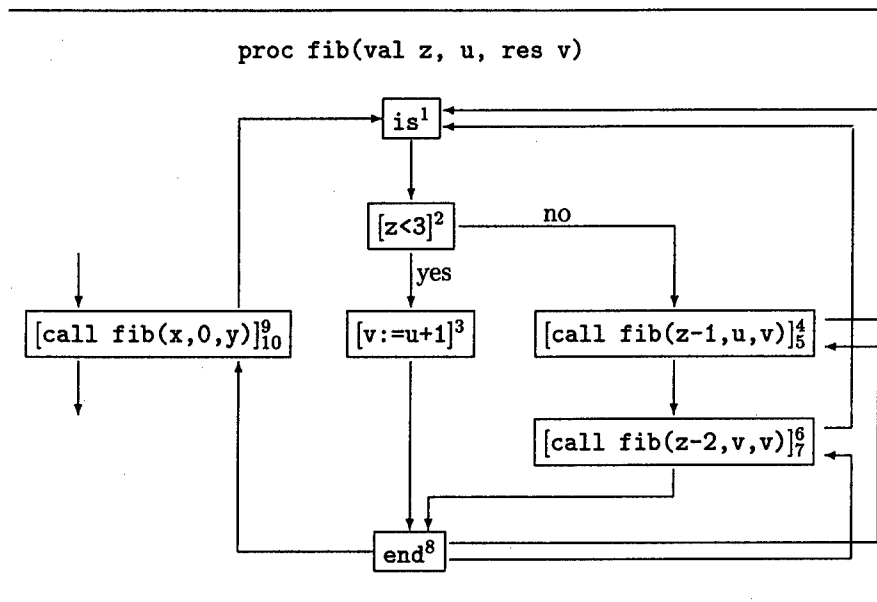 proc fib(val z, u, res v)
is¹
[z<3]²
no
yes
[call fib(x,0,y)]⁹₁₀
[v:=u+1]³
[call fib(z-1,u,v)]⁴₅
[call fib(z-2,v,v)]⁶₇
end⁸